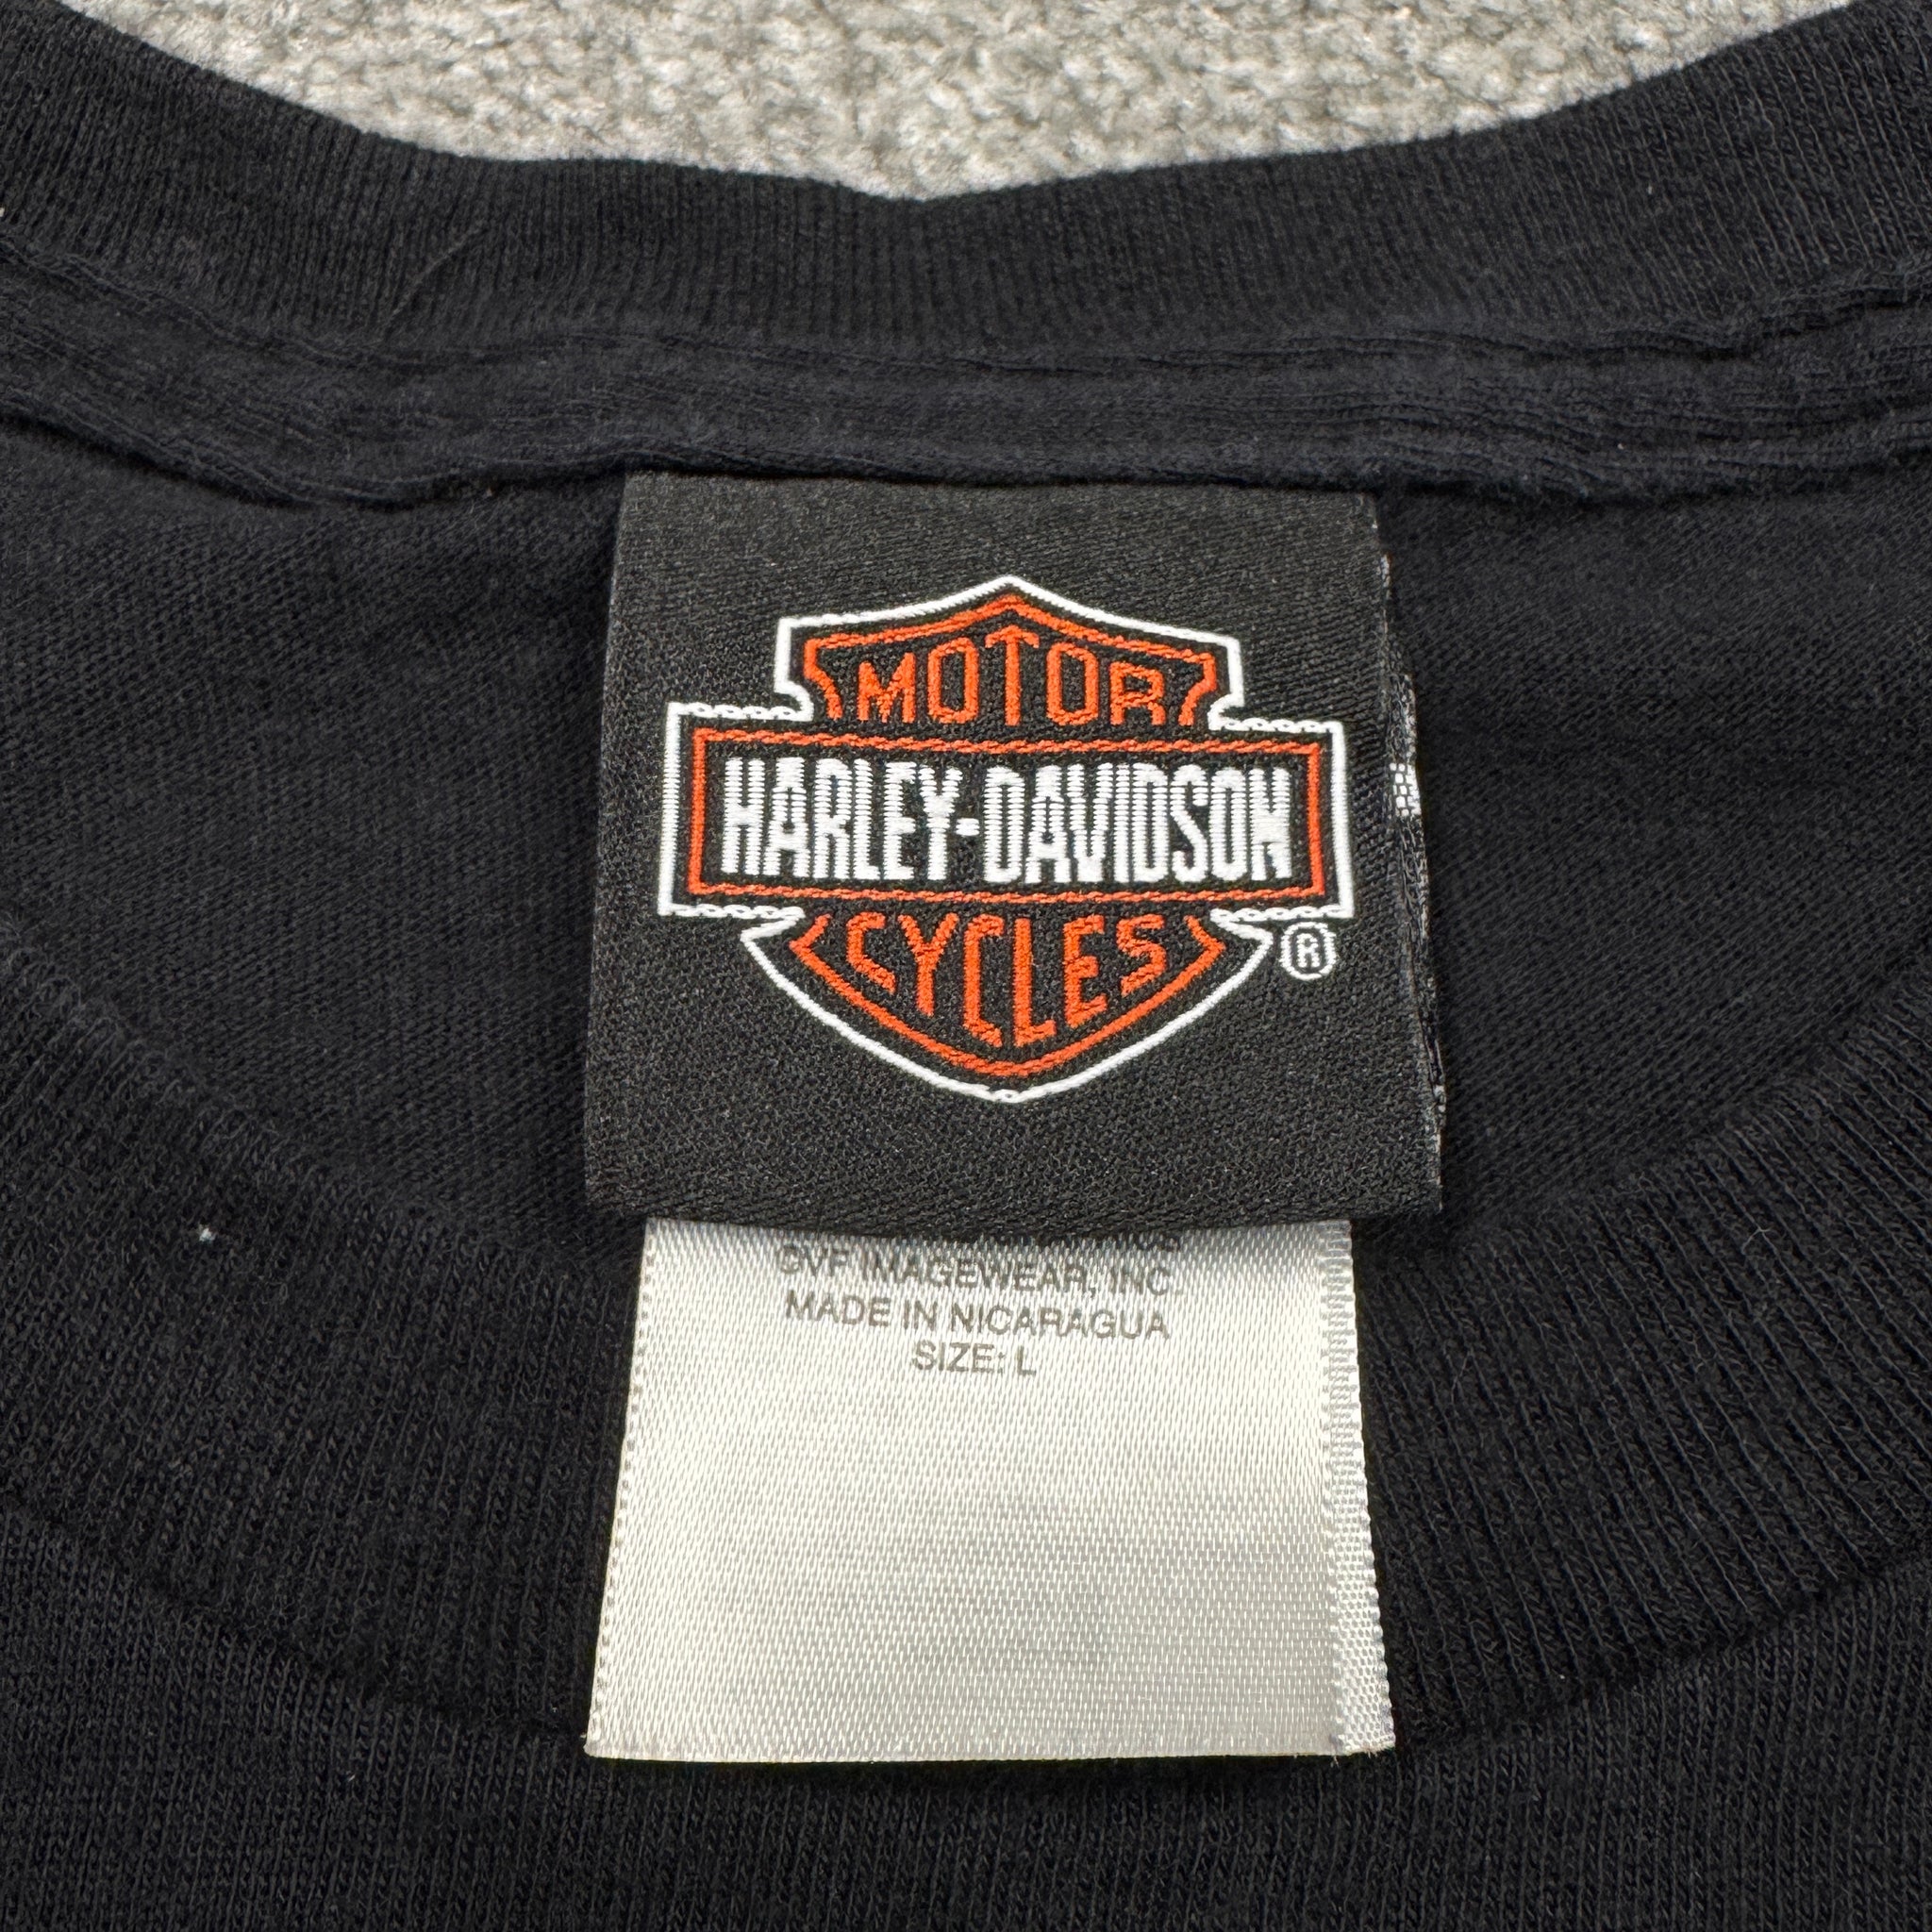 MOTOR
HARLEY-DAVIDSON
CYCLES
®
©VF IMAGEWEAR, INC.
MADE IN NICARAGUA
SIZE: L